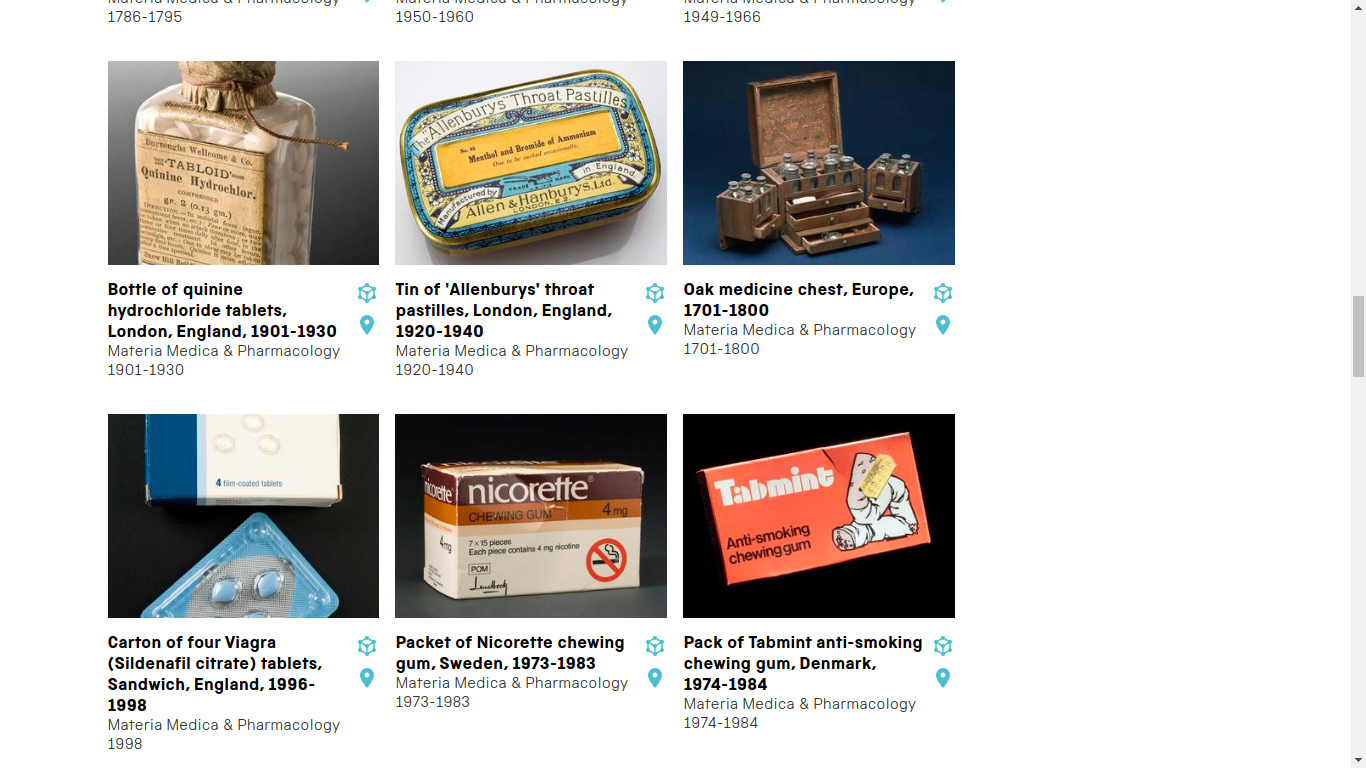 Materia Medica & Pharmacology
Materia Medica & Pharmacology
Materia Medica & Pharmacology
1786-1795
1950-1960
1949-1966
Burroughs Wellcome & Co.
'TABLOID'
Quinine Hydrochlor.
COMPRESSED
gr. 2 (0.13 gm.)
The "Allenburys" Throat Pastilles
No. 48
Menthol and Bromide of Ammonium
One to be sucked occasionally.
TRADE MARK
Manufactured by
in England.
Allen & Hanburys. Ltd.
LONDON, E.2.
Bottle of quinine
hydrochloride tablets,
London, England, 1901-1930
Materia Medica & Pharmacology
1901-1930
Tin of 'Allenburys' throat
pastilles, London, England,
1920-1940
Materia Medica & Pharmacology
1920-1940
Oak medicine chest, Europe,
1701-1800
Materia Medica & Pharmacology
1701-1800
4 film-coated tablets
nicorette
nicorette®
CHEWING GUM 4 mg
4mg
7 × 15 pieces
Each piece contains 4 mg nicotine
POM
Tabmint
Anti-smoking
chewing gum
Carton of four Viagra
(Sildenafil citrate) tablets,
Sandwich, England, 1996-
1998
Materia Medica & Pharmacology
1998
Packet of Nicorette chewing
gum, Sweden, 1973-1983
Materia Medica & Pharmacology
1973-1983
Pack of Tabmint anti-smoking
chewing gum, Denmark,
1974-1984
Materia Medica & Pharmacology
1974-1984